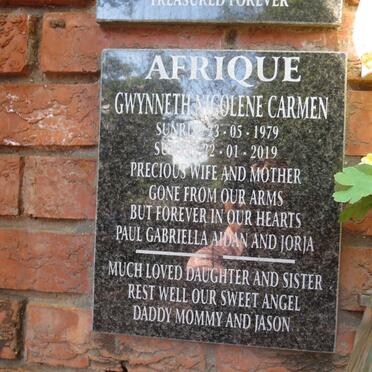 TREASURED FOREVER
AFRIQUE
GWYNNETH NICOLENE CARMEN
SUNRISE 23 · 05 · 1979
SUNSET 22 · 01 · 2019
PRECIOUS WIFE AND MOTHER
GONE FROM OUR ARMS
BUT FOREVER IN OUR HEARTS
PAUL GABRIELLA AIDAN AND JORJA
MUCH LOVED DAUGHTER AND SISTER
REST WELL OUR SWEET ANGEL
DADDY MOMMY AND JASON